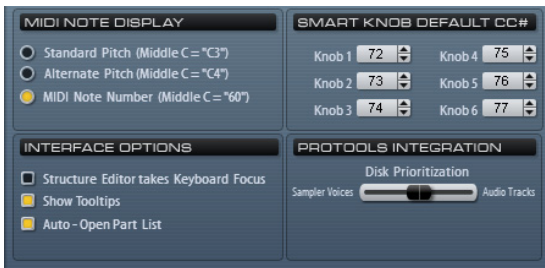 MIDI NOTE DISPLAY
Standard Pitch (Middle C = "C3")
Alternate Pitch (Middle C = "C4")
MIDI Note Number (Middle C = "60")
SMART KNOB DEFAULT CC#
Knob 1 72 Knob 4 75
Knob 2 73 Knob 5 76
Knob 3 74 Knob 6 77
INTERFACE OPTIONS
Structure Editor takes Keyboard Focus
Show Tooltips
Auto - Open Part List
PROTOOLS INTEGRATION
Disk Prioritization
Sampler Voices Audio Tracks